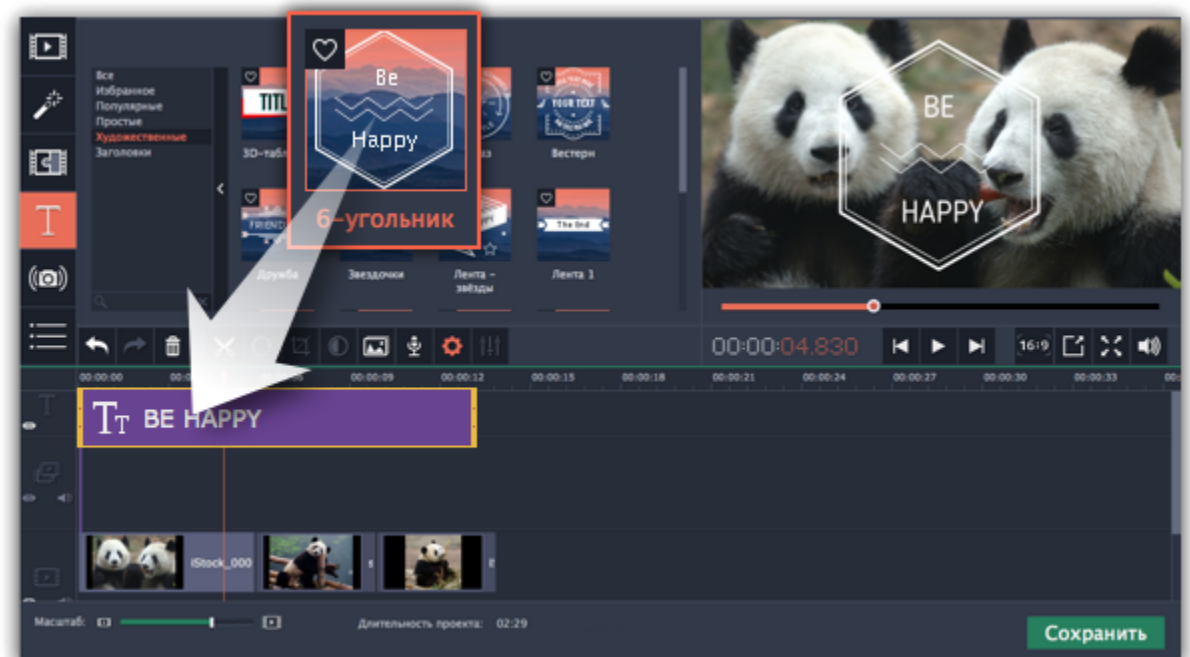 Все
Избранное
Популярные
Простые
Художественные
Заголовки
Be
Happy
6-угольник
TITL
YOUR TEXT
Вестерн
FRIEND
The End
Дружба
Звездочки
Лента -
звёзды
Лента 1
BE
HAPPY
T
00:00:04.830
16:9
00:00:00
00:00:09
00:00:12
00:00:15
00:00:18
00:00:21
00:00:24
00:00:27
00:00:30
00:00:33
T
TT BE HAPPY
iStock_000
Масштаб:
Длительность проекта: 02:29
Сохранить